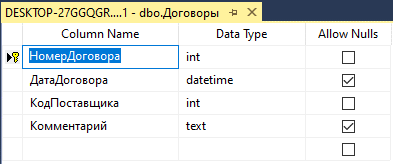 DESKTOP-27GGQGR....1 - dbo.Договоры
Column Name Data Type Allow Nulls
НомерДоговора int
ДатаДоговора datetime
КодПоставщика int
Комментарий text